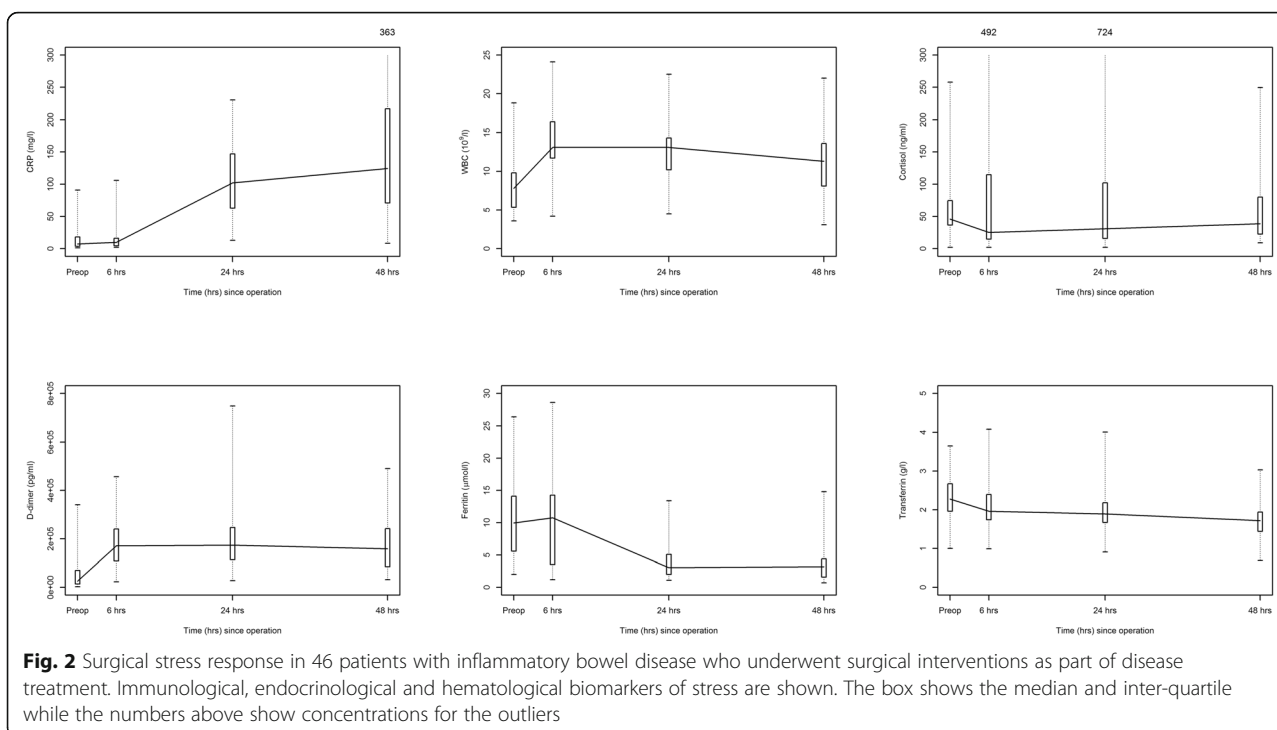 363
CRP (mg/l)
0 50 100 150 200 250 300
Preop 6 hrs 24 hrs 48 hrs
Time (hrs) since operation
WBC (10^9/l)
0 5 10 15 20 25
Preop 6 hrs 24 hrs 48 hrs
Time (hrs) since operation
492 724
Cortisol (ng/ml)
0 50 100 150 200 250 300
Preop 6 hrs 24 hrs 48 hrs
Time (hrs) since operation
D-dimer (pg/ml)
0e+00 2e+05 4e+05 6e+05 8e+05
Preop 6 hrs 24 hrs 48 hrs
Time (hrs) since operation
Ferritin (µmol/l)
0 5 10 15 20 25 30
Preop 6 hrs 24 hrs 48 hrs
Time (hrs) since operation
Transferrin (g/l)
0 1 2 3 4 5
Preop 6 hrs 24 hrs 48 hrs
Time (hrs) since operation
Fig. 2 Surgical stress response in 46 patients with inflammatory bowel disease who underwent surgical interventions as part of disease
treatment. Immunological, endocrinological and hematological biomarkers of stress are shown. The box shows the median and inter-quartile
while the numbers above show concentrations for the outliers